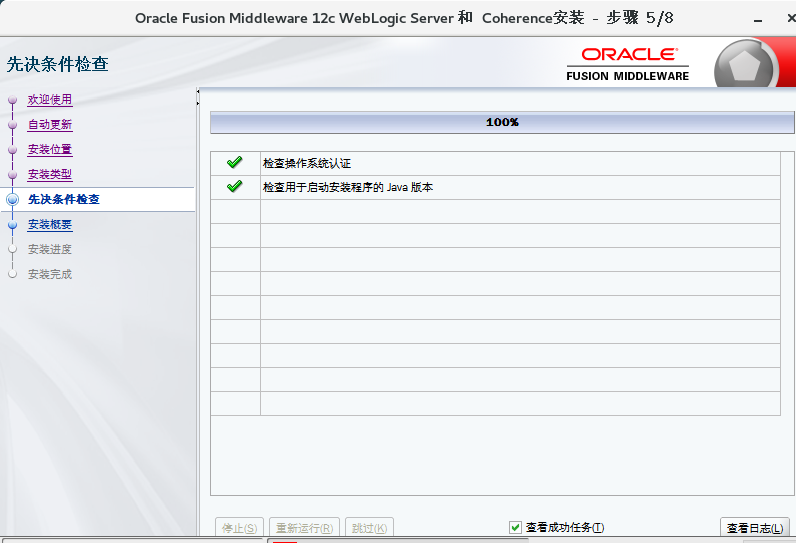 Oracle Fusion Middleware 12c WebLogic Server 和 Coherence安装 - 步骤 5/8
先决条件检查
ORACLE
FUSION MIDDLEWARE
欢迎使用
自动更新
安装位置
安装类型
先决条件检查
安装概要
安装进度
安装完成
100%
检查操作系统认证
检查用于启动安装程序的 Java 版本
停止(S) 重新运行(R) 跳过(K) 查看成功任务(T) 查看日志(L)